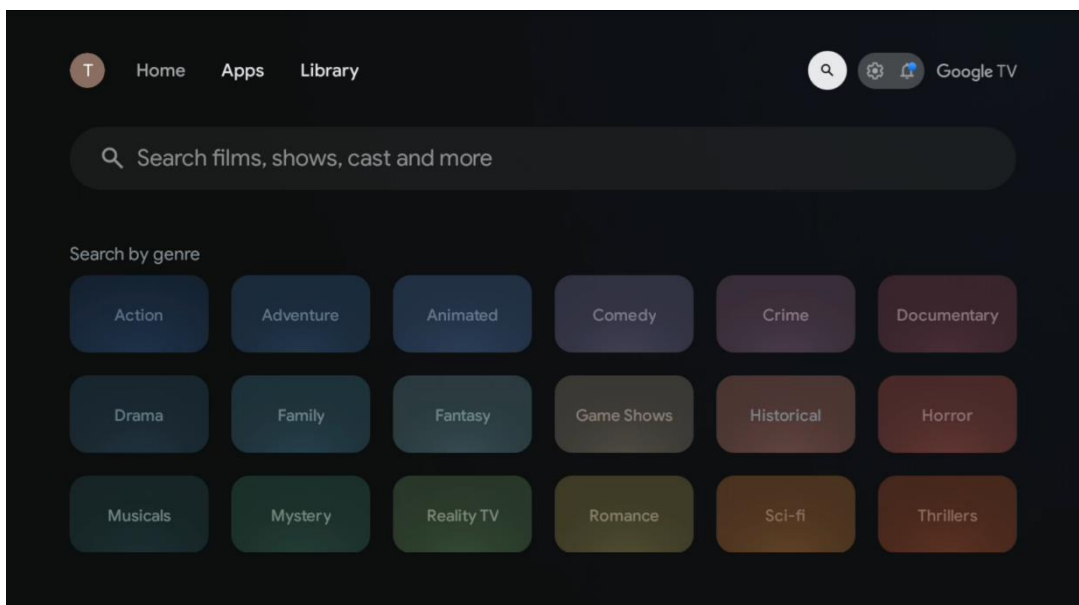 T Home Apps Library Google TV
Search films, shows, cast and more
Search by genre
Action Adventure Animated Comedy Crime Documentary
Drama Family Fantasy Game Shows Historical Horror
Musicals Mystery Reality TV Romance Sci-fi Thrillers